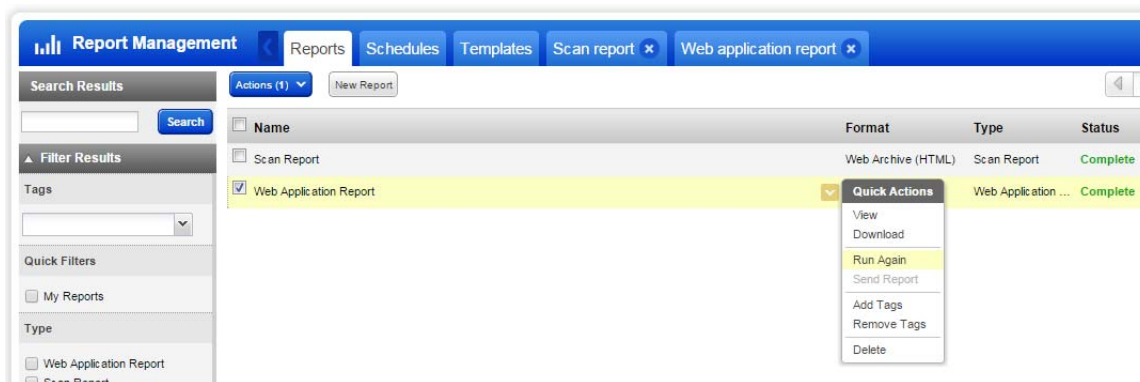 Report Management
Reports Schedules Templates Scan report Web application report
Search Results
Actions (1) New Report
Search
Name Format Type Status
Filter Results
Scan Report Web Archive (HTML) Scan Report Complete
Tags
Web Application Report Quick Actions Web Application ... Complete
View
Download
Quick Filters
Run Again
Send Report
My Reports
Add Tags
Remove Tags
Type
Delete
Web Application Report
Scan Report